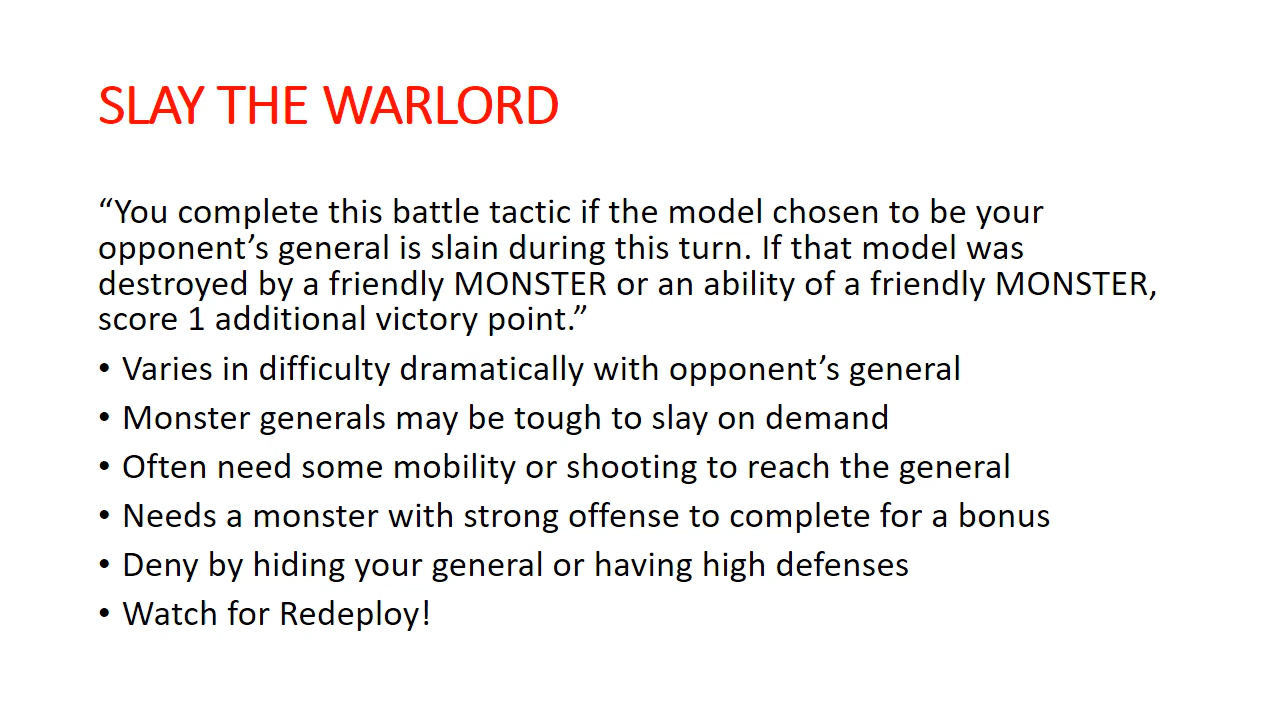 SLAY THE WARLORD
“You complete this battle tactic if the model chosen to be your
opponent’s general is slain during this turn. If that model was
destroyed by a friendly MONSTER or an ability of a friendly MONSTER,
score 1 additional victory point.”
• Varies in difficulty dramatically with opponent’s general
• Monster generals may be tough to slay on demand
• Often need some mobility or shooting to reach the general
• Needs a monster with strong offense to complete for a bonus
• Deny by hiding your general or having high defenses
• Watch for Redeploy!